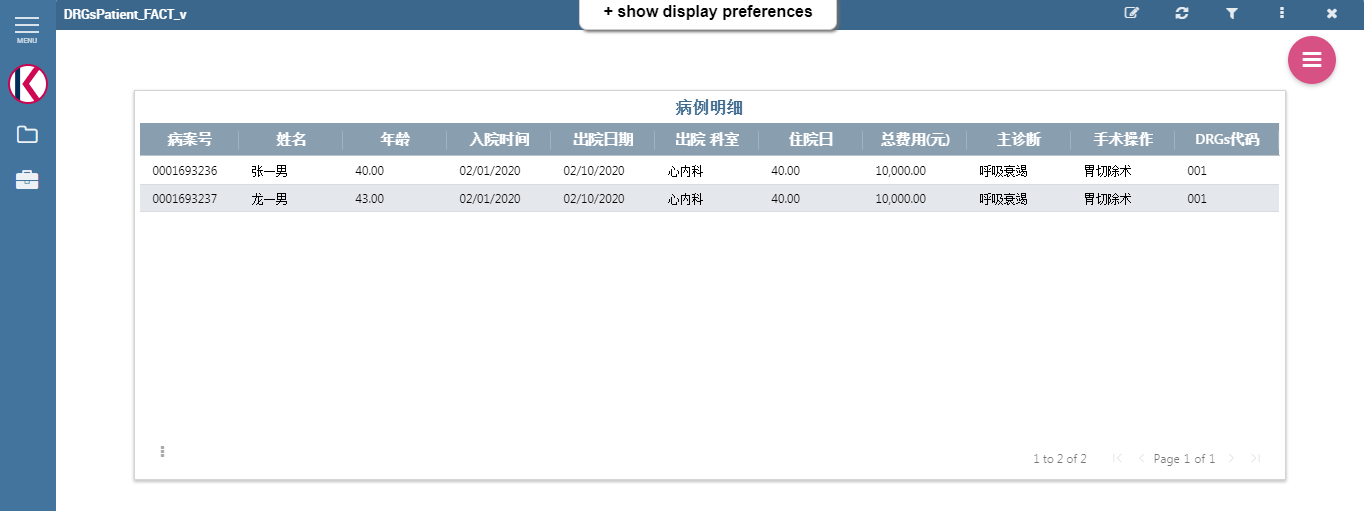 DRGsPatient_FACT_v
+ show display preferences
MENU
病例明细
病案号 姓名 年龄 入院时间 出院日期 出院 科室 住院日 总费用(元) 主诊断 手术操作 DRGs代码
0001693236 张一男 40.00 02/01/2020 02/10/2020 心内科 40.00 10,000.00 呼吸衰竭 胃切除术 001
0001693237 龙一男 43.00 02/01/2020 02/10/2020 心内科 40.00 10,000.00 呼吸衰竭 胃切除术 001
1 to 2 of 2 Page 1 of 1